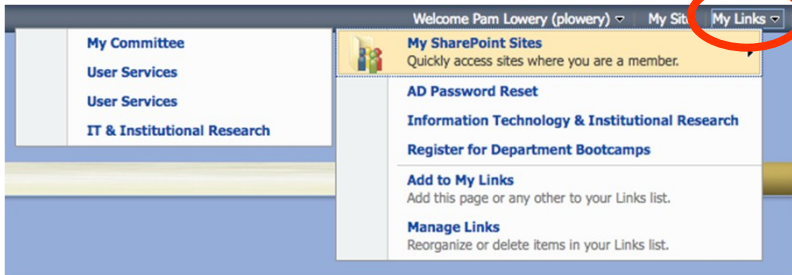 Welcome Pam Lowery (plowery)
My Links
My SharePoint Sites
Quickly access sites where you are a member.
AD Password Reset
Information Technology & Institutional Research
Register for Department Bootcamps
Add to My Links
Add this page or any other to your Links list.
Manage Links
Reorganize or delete items in your Links list.
My Committee
User Services
User Services
IT & Institutional Research